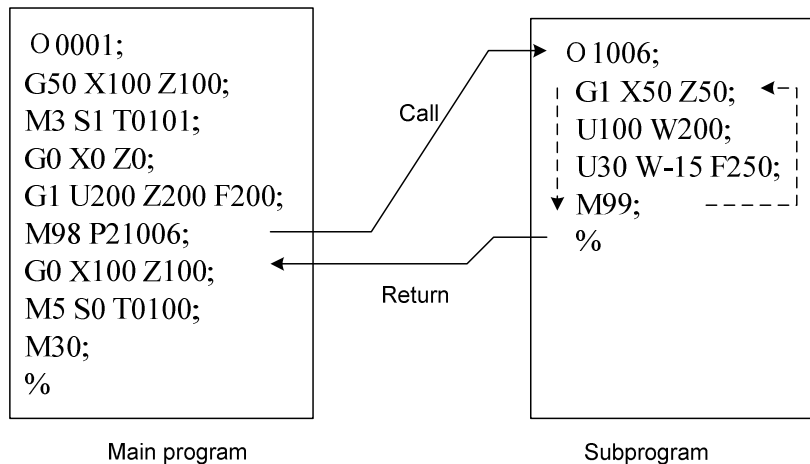 O 0001;
G50 X100 Z100;
M3 S1 T0101;
G0 X0 Z0;
G1 U200 Z200 F200;
M98 P21006;
G0 X100 Z100;
M5 S0 T0100;
M30;
%
Main program
Call
Return
O 1006;
G1 X50 Z50;
U100 W200;
U30 W-15 F250;
M99;
%
Subprogram